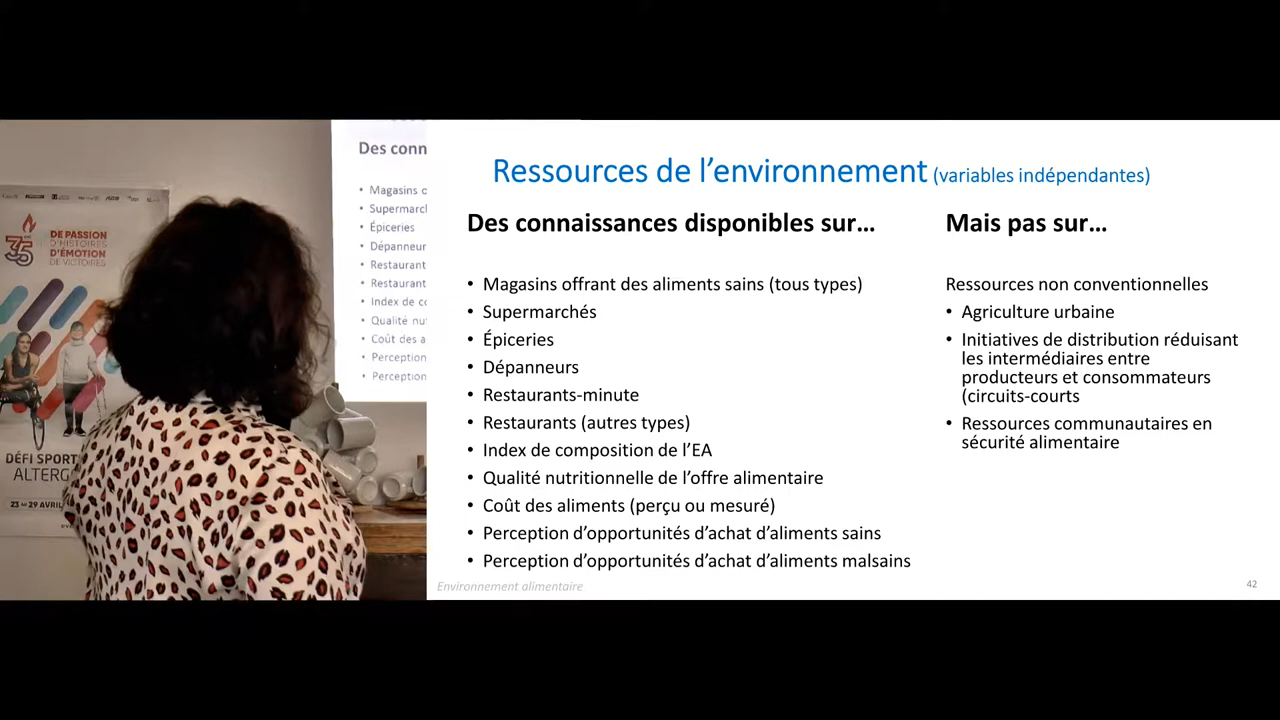 35
DE PASSION
D'HISTOIRES
D'ÉMOTION
DE VICTOIRES
DÉFI SPORT
ALTERG
23 AU 29 AVRIL
Des conn
• Magasins
• Supermarc
• Épiceries
• Dépanneur
• Restaurant
• Restaurant
• Index de co
• Qualité nut
• Coût des a
• Perception
• Perception
Ressources de l’environnement (variables indépendantes)
Des connaissances disponibles sur…
• Magasins offrant des aliments sains (tous types)
• Supermarchés
• Épiceries
• Dépanneurs
• Restaurants-minute
• Restaurants (autres types)
• Index de composition de l’EA
• Qualité nutritionnelle de l’offre alimentaire
• Coût des aliments (perçu ou mesuré)
• Perception d’opportunités d’achat d’aliments sains
• Perception d’opportunités d’achat d’aliments malsains
Mais pas sur…
Ressources non conventionnelles
• Agriculture urbaine
• Initiatives de distribution réduisant
les intermédiaires entre
producteurs et consommateurs
(circuits-courts
• Ressources communautaires en
sécurité alimentaire
Environnement alimentaire
42